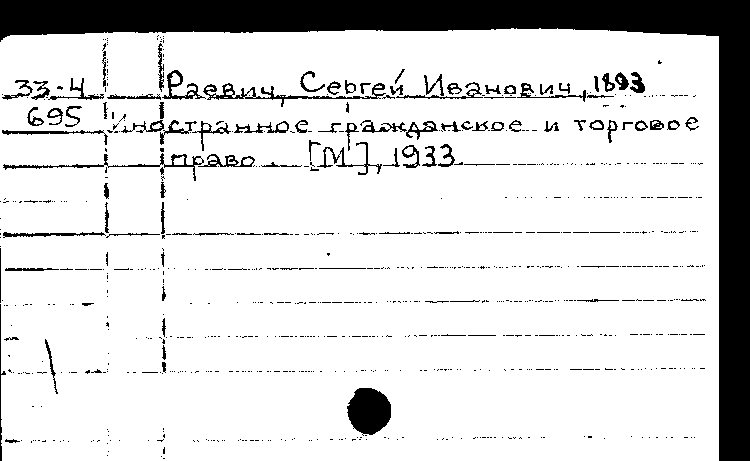 33-4 Раевич, Сергей Иванович, 1893
695 Иностранное гражданское и торговое
право. [М], 1933